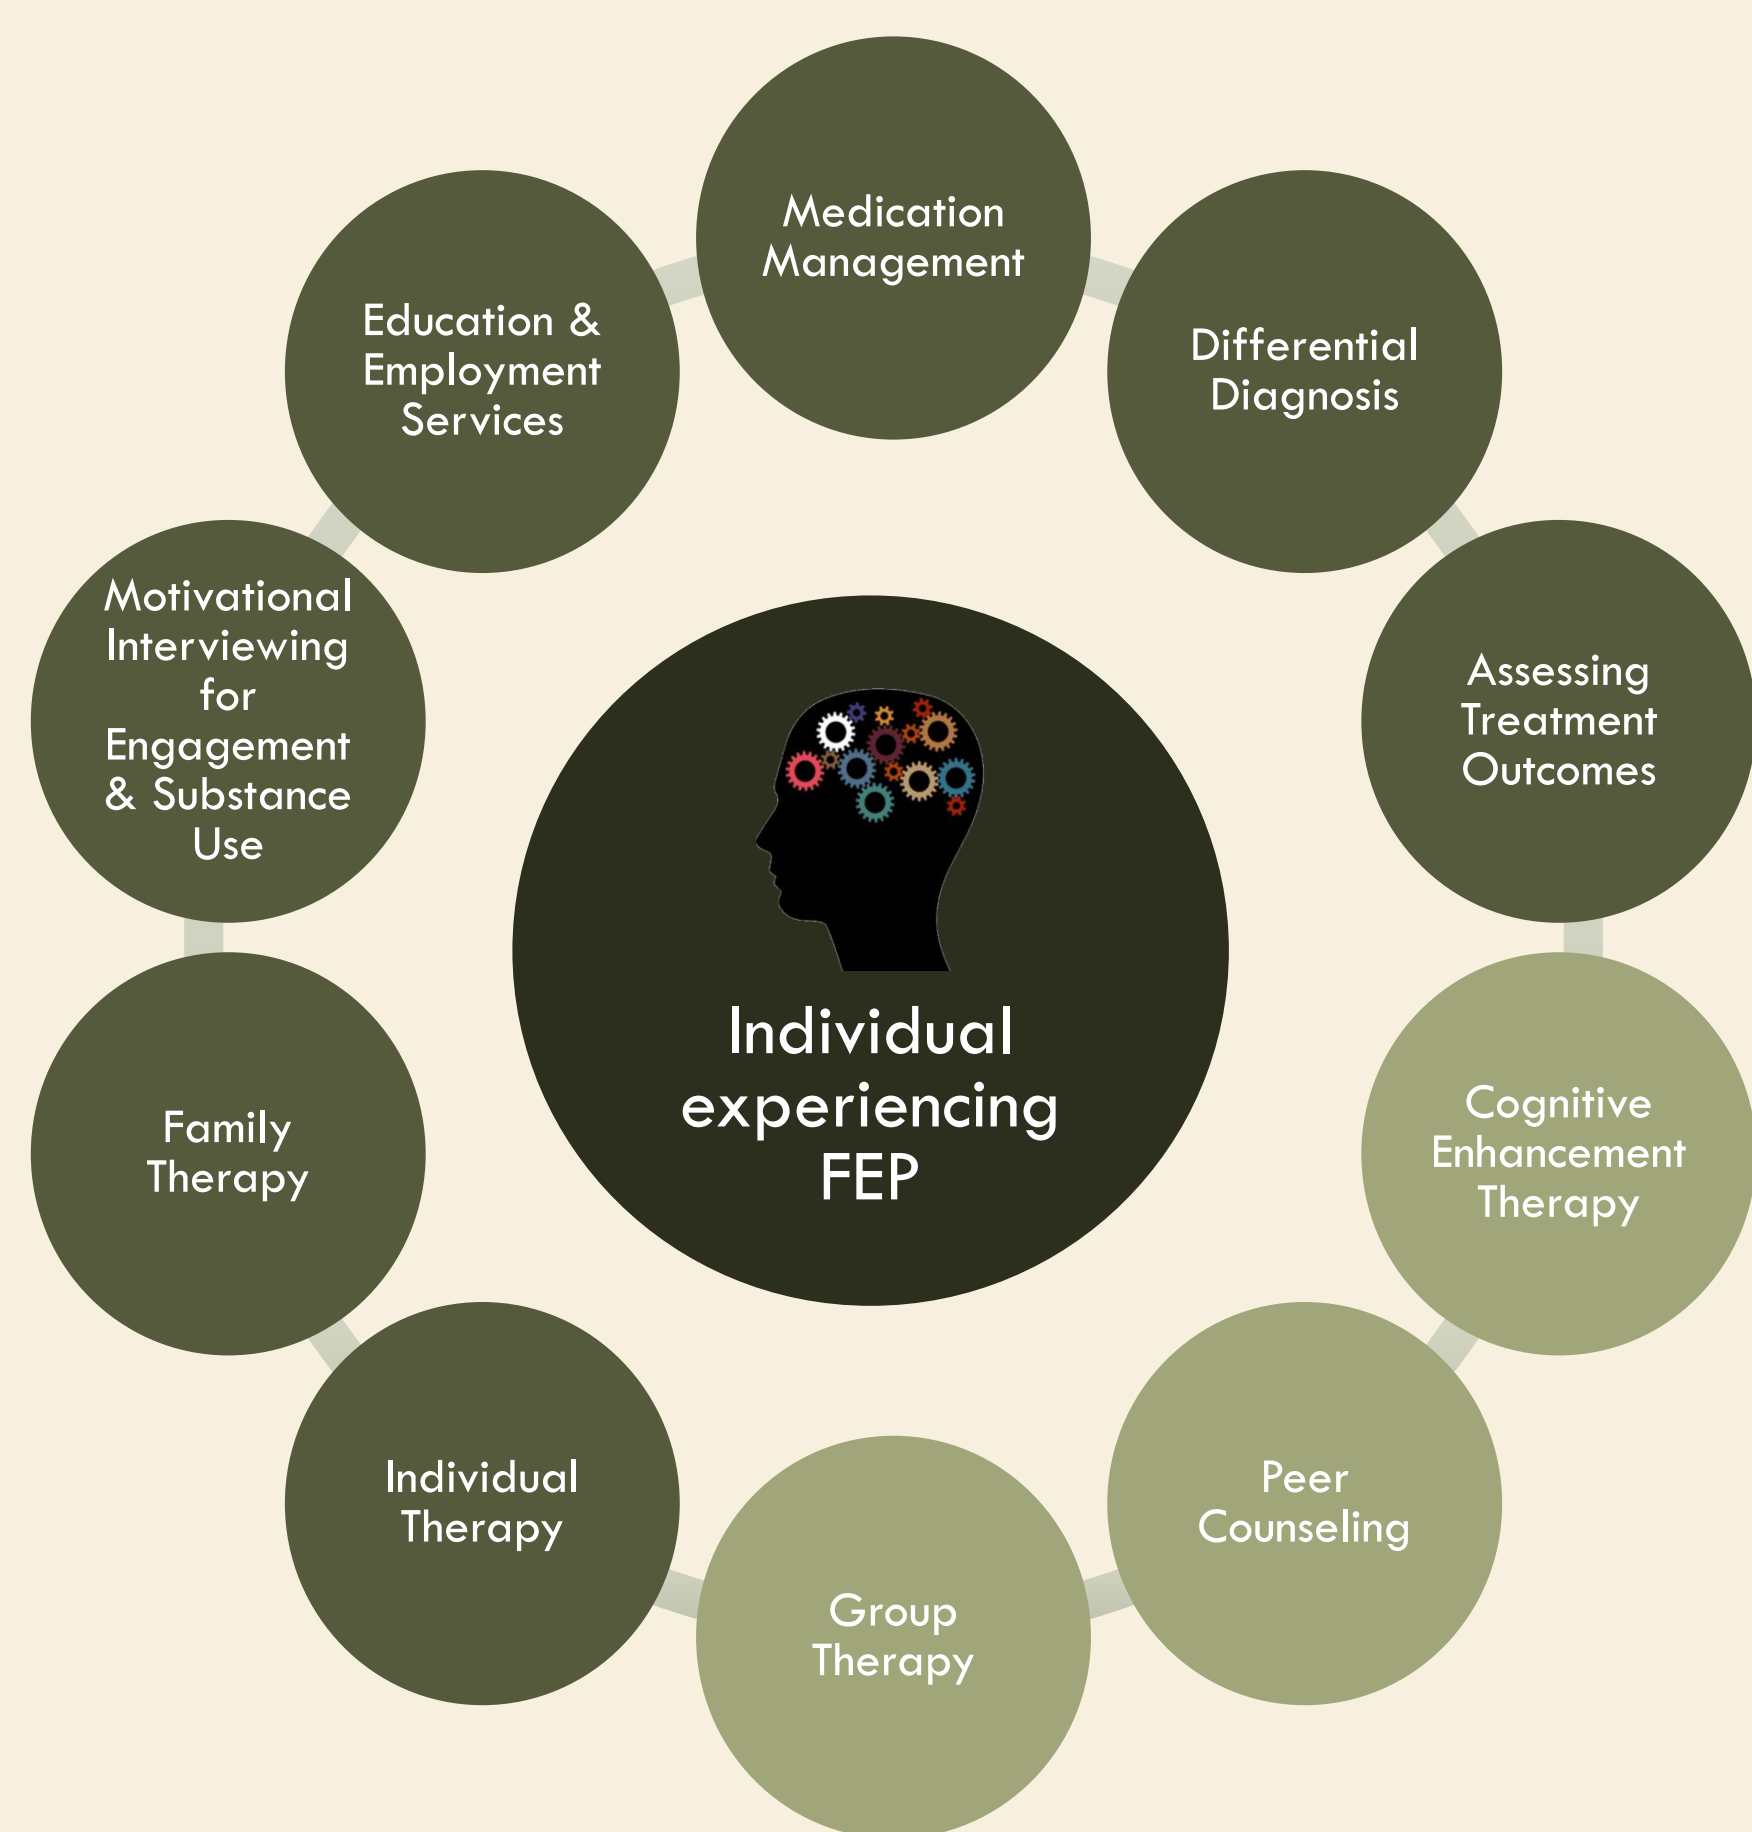 Medication
Management
Differential
Diagnosis
Assessing
Treatment
Outcomes
Cognitive
Enhancement
Therapy
Peer
Counseling
Group
Therapy
Individual
Therapy
Family
Therapy
Motivational
Interviewing
for
Engagement
& Substance
Use
Education &
Employment
Services
Individual
experiencing
FEP